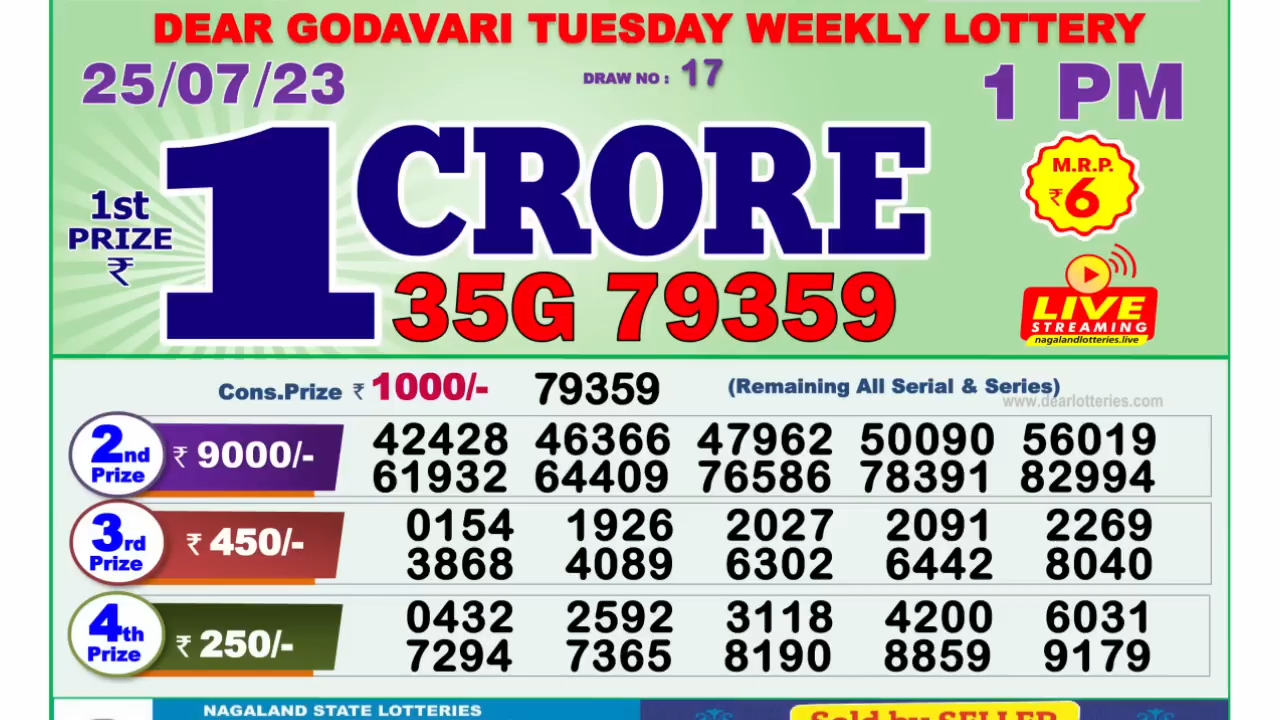 DEAR GODAVARI TUESDAY WEEKLY LOTTERY
25/07/23 DRAW NO : 17 1 PM
1st PRIZE ₹ 1 CRORE
M.R.P. ₹6
35G 79359
LIVE
STREAMING
nagalandlotteries.live
Cons.Prize ₹ 1000/- 79359 (Remaining All Serial & Series)
www.dearlotteries.com
2nd Prize ₹ 9000/-
42428 46366 47962 50090 56019
61932 64409 76586 78391 82994
3rd Prize ₹ 450/-
0154 1926 2027 2091 2269
3868 4089 6302 6442 8040
4th Prize ₹ 250/-
0432 2592 3118 4200 6031
7294 7365 8190 8859 9179
NAGALAND STATE LOTTERIES
Sold by SELLER